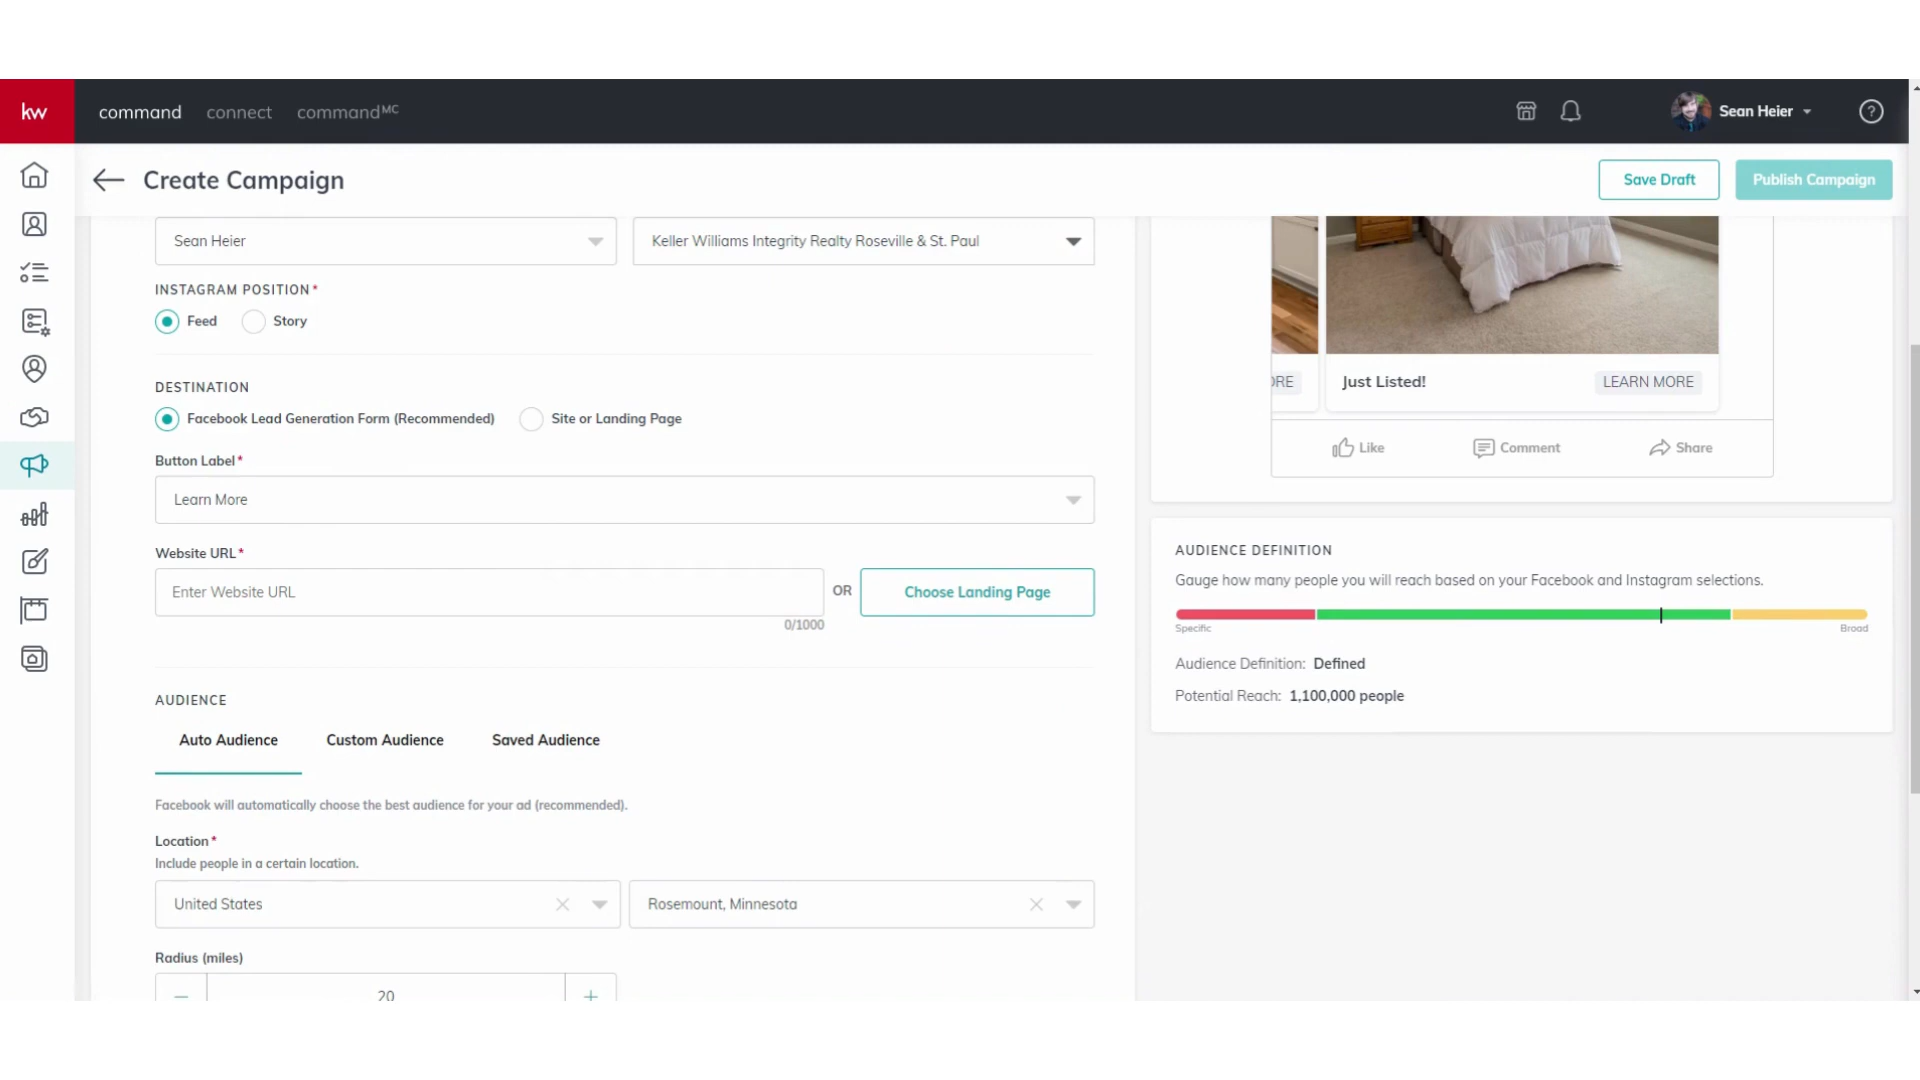 kw
command connect commandMC
Sean Heier
Create Campaign
Save Draft
Publish Campaign
Sean Heier
Keller Williams Integrity Realty Roseville & St. Paul
INSTAGRAM POSITION*
Feed Story
DESTINATION
Facebook Lead Generation Form (Recommended) Site or Landing Page
Button Label*
Learn More
Website URL*
Enter Website URL
OR
Choose Landing Page
0/1000
AUDIENCE
Auto Audience Custom Audience Saved Audience
Facebook will automatically choose the best audience for your ad (recommended).
Location*
Include people in a certain location.
United States
Rosemount, Minnesota
Radius (miles)
20
Just Listed!
LEARN MORE
Like Comment Share
AUDIENCE DEFINITION
Gauge how many people you will reach based on your Facebook and Instagram selections.
Specific Broad
Audience Definition: Defined
Potential Reach: 1,100,000 people